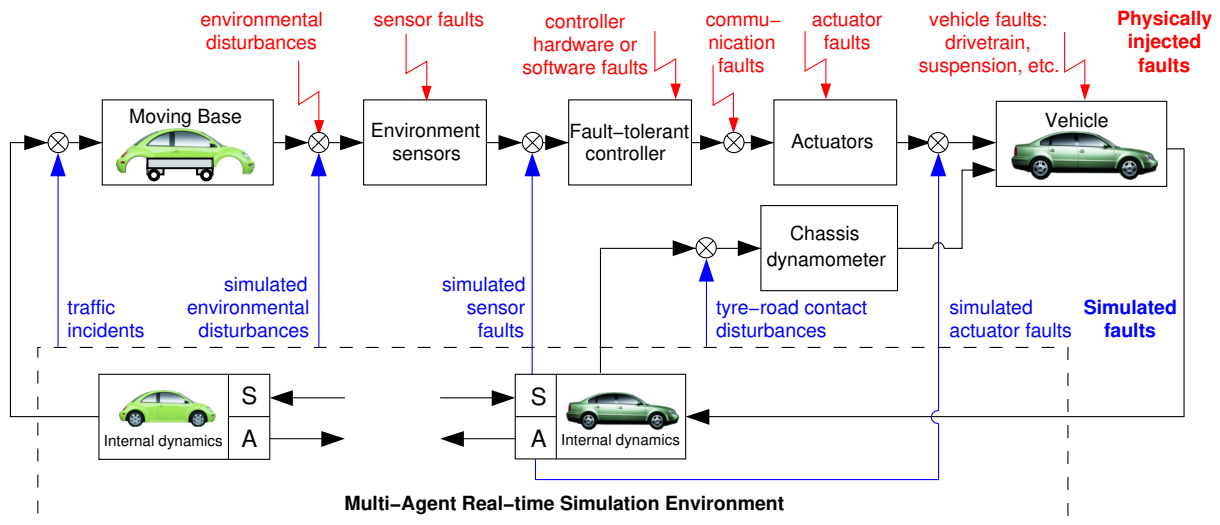 environmental
disturbances
sensor faults
controller
hardware or
software faults
commu−
nication
faults
actuator
faults
vehicle faults:
drivetrain,
suspension, etc.
Physically
injected
faults
Moving Base
Environment
sensors
Fault−tolerant
controller
Actuators
Vehicle
Chassis
dynamometer
traffic
incidents
simulated
environmental
disturbances
simulated
sensor
faults
tyre−road contact
disturbances
simulated
actuator faults
Simulated
faults
S
A
Internal dynamics
S
A
Internal dynamics
Multi−Agent Real−time Simulation Environment